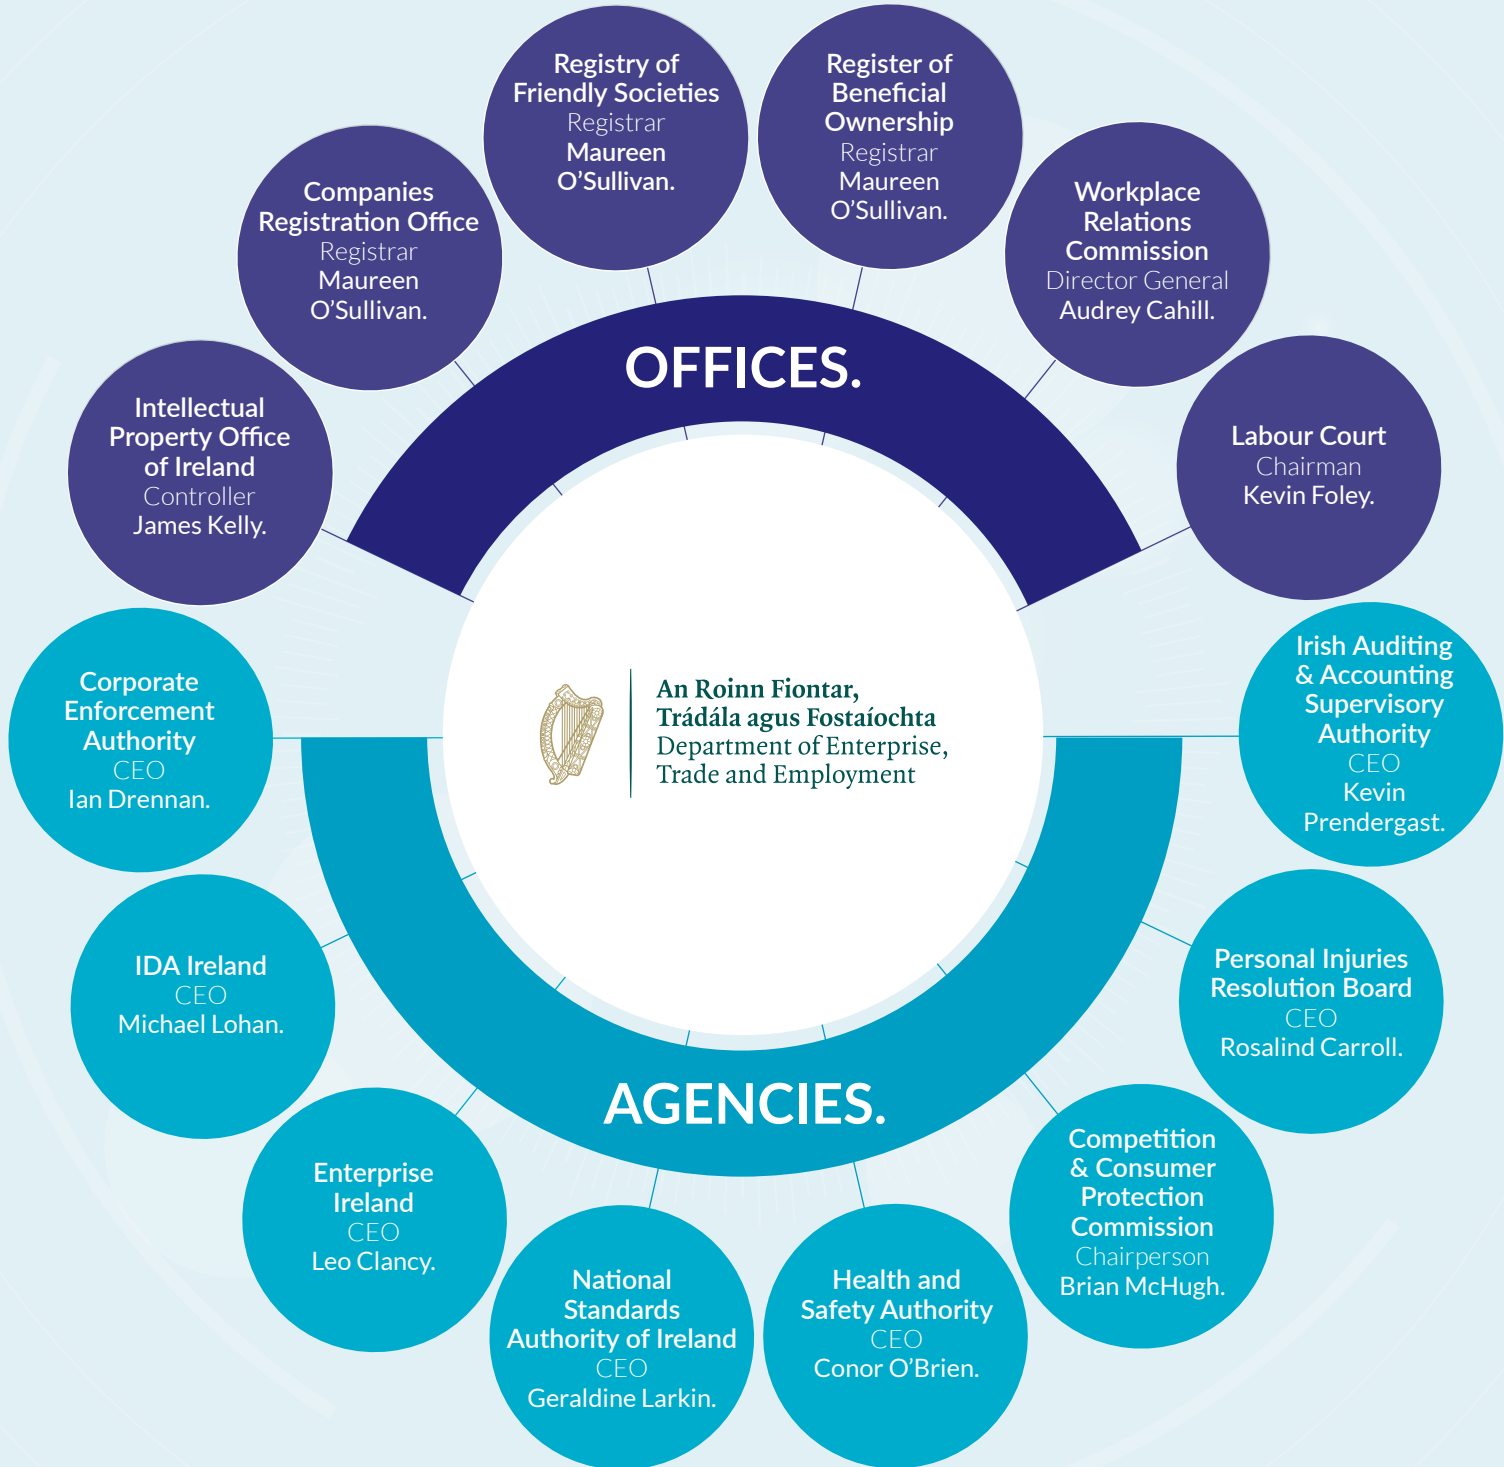 Registry of
Friendly Societies
Registrar
Maureen
O’Sullivan.
Register of
Beneficial
Ownership
Registrar
Maureen
O’Sullivan.
Companies
Registration Office
Registrar
Maureen
O’Sullivan.
Workplace
Relations
Commission
Director General
Audrey Cahill.
OFFICES.
Intellectual
Property Office
of Ireland
Controller
James Kelly.
Labour Court
Chairman
Kevin Foley.
Corporate
Enforcement
Authority
CEO
Ian Drennan.
An Roinn Fiontar,
Trádála agus Fostaíochta
Department of Enterprise,
Trade and Employment
Irish Auditing
& Accounting
Supervisory
Authority
CEO
Kevin
Prendergast.
IDA Ireland
CEO
Michael Lohan.
Personal Injuries
Resolution Board
CEO
Rosalind Carroll.
AGENCIES.
Enterprise
Ireland
CEO
Leo Clancy.
Competition
& Consumer
Protection
Commission
Chairperson
Brian McHugh.
National
Standards
Authority of Ireland
CEO
Geraldine Larkin.
Health and
Safety Authority
CEO
Conor O’Brien.